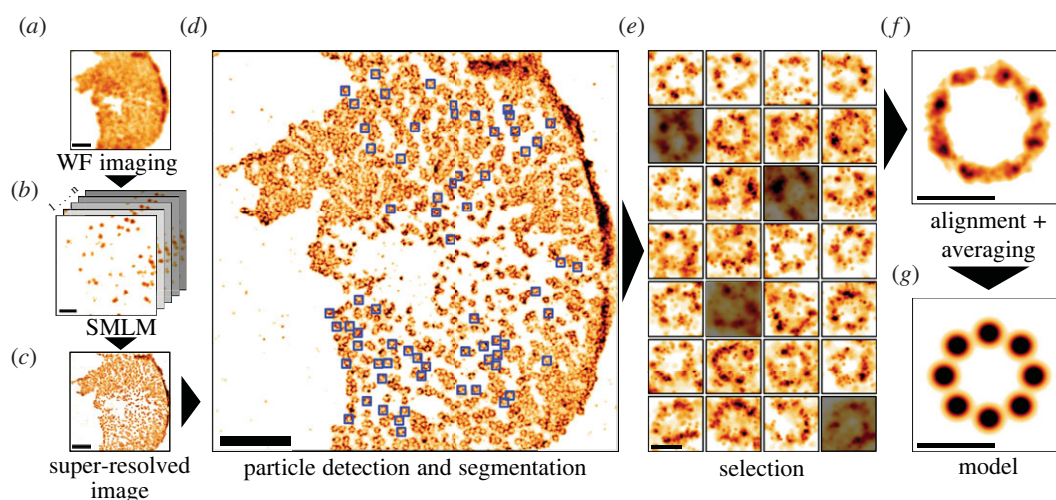 (a)
(d)
(e)
(f)
WF imaging
(b)
1 ... n
SMLM
(c)
super-resolved
image
particle detection and segmentation
selection
alignment +
averaging
(g)
model